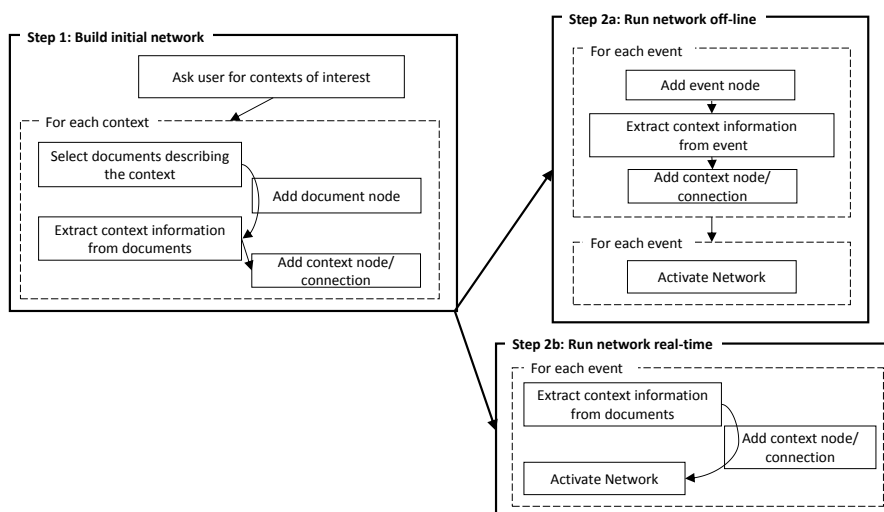 Step 1: Build initial network
Ask user for contexts of interest
For each context
Select documents describing
the context
Add document node
Extract context information
from documents
Add context node/
connection
Step 2a: Run network off-line
For each event
Add event node
Extract context information
from event
Add context node/
connection
For each event
Activate Network
Step 2b: Run network real-time
For each event
Extract context information
from documents
Add context node/
connection
Activate Network